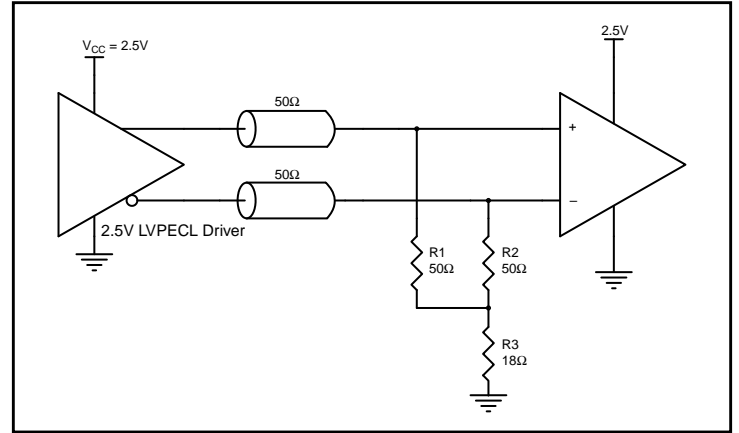 V_CC = 2.5V
2.5V
50Ω
+
50Ω
–
2.5V LVPECL Driver
R1
50Ω
R2
50Ω
R3
18Ω